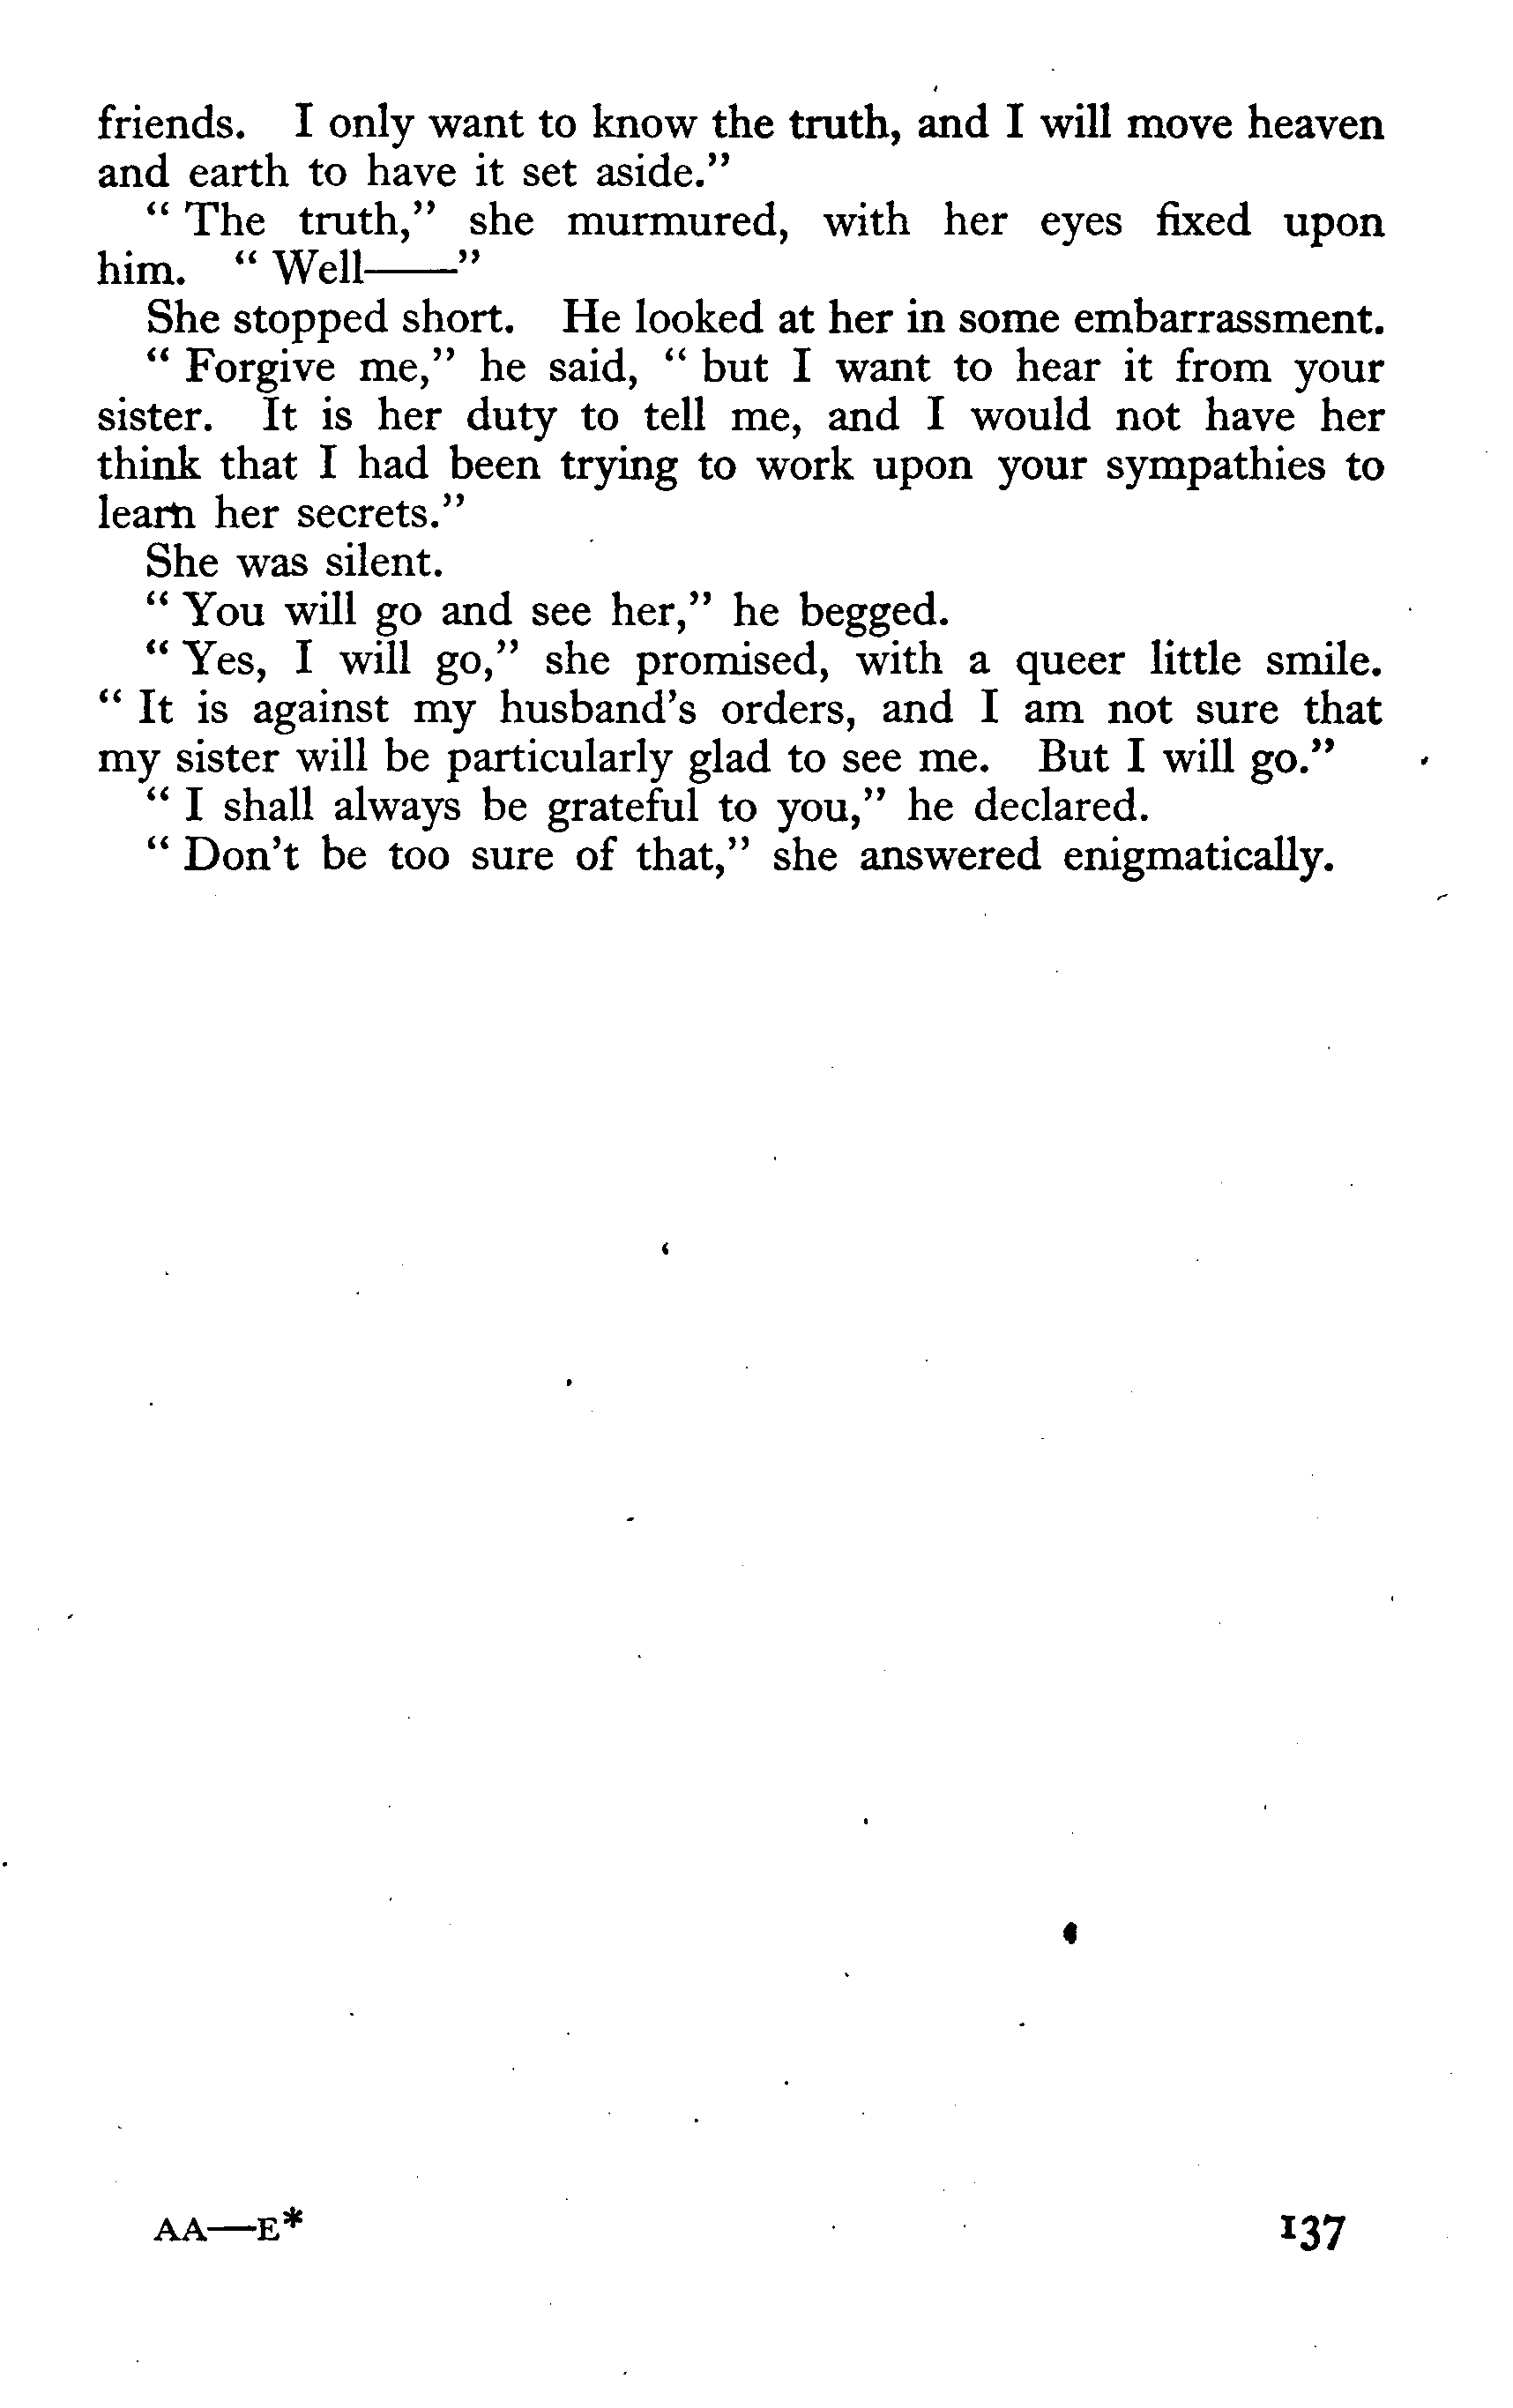 friends. I only want to know the truth, and I will move heaven
and earth to have it set aside.”
“ The truth,” she murmured, with her eyes fixed upon
him. “ Well——”
She stopped short. He looked at her in some embarrassment.
“ Forgive me,” he said, “ but I want to hear it from your
sister. It is her duty to tell me, and I would not have her
think that I had been trying to work upon your sympathies to
learn her secrets.”
She was silent.
“ You will go and see her,” he begged.
“ Yes, I will go,” she promised, with a queer little smile.
“ It is against my husband’s orders, and I am not sure that
my sister will be particularly glad to see me. But I will go.”
“ I shall always be grateful to you,” he declared.
“ Don’t be too sure of that,” she answered enigmatically.
AA—E* 137